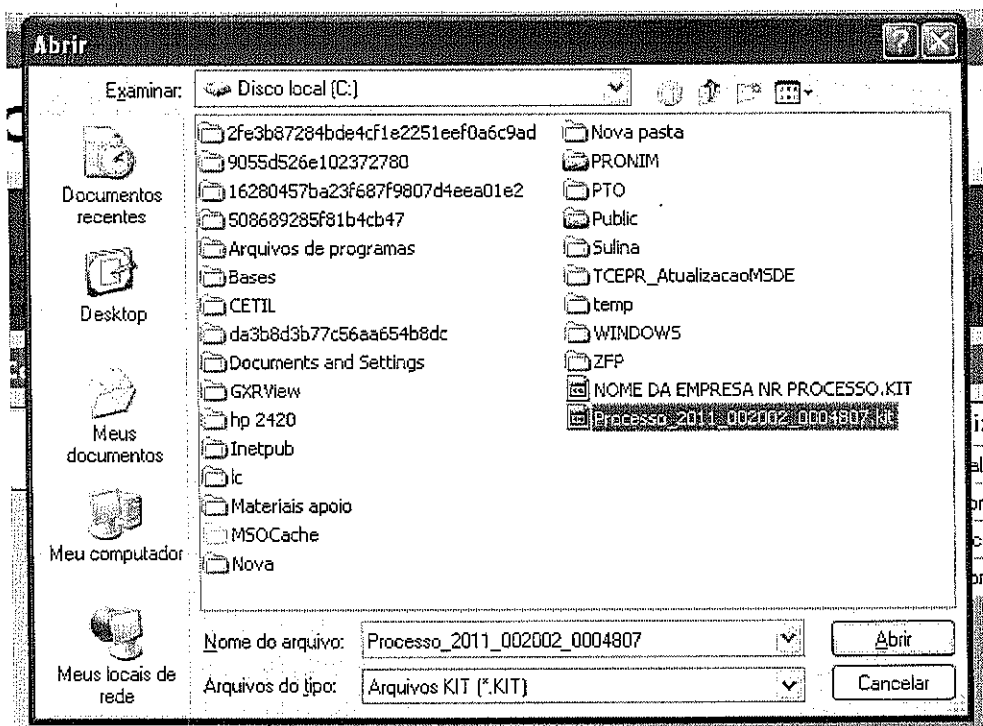 Abrir
Examinar:
Disco local (C:)
Documentos
recentes
Desktop
Meus
documentos
Meu computador
Meus locais de
rede
2fe3b87284bde4cf1e2251eef0a6c9ad
9055d526e102372780
16280457ba23f687f9807d4eea01e2
508689285f81b4cb47
Arquivos de programas
Bases
CETIL
da3b8d3b77c56aa654b8dc
Documents and Settings
GXRView
hp 2420
Inetpub
Materiais apoio
MSOCache
Nova
Nova pasta
PRONIM
PTO
Public
Sulina
TCEPR_AtualizacaoMSDE
temp
WINDOWS
ZFP
NOME DA EMPRESA NR PROCESSO.KIT
Processo_2011_002002_0004807.kit
Nome do arquivo:
Processo_2011_002002_0004807
Abrir
Arquivos do tipo:
Arquivos KIT (*.KIT)
Cancelar